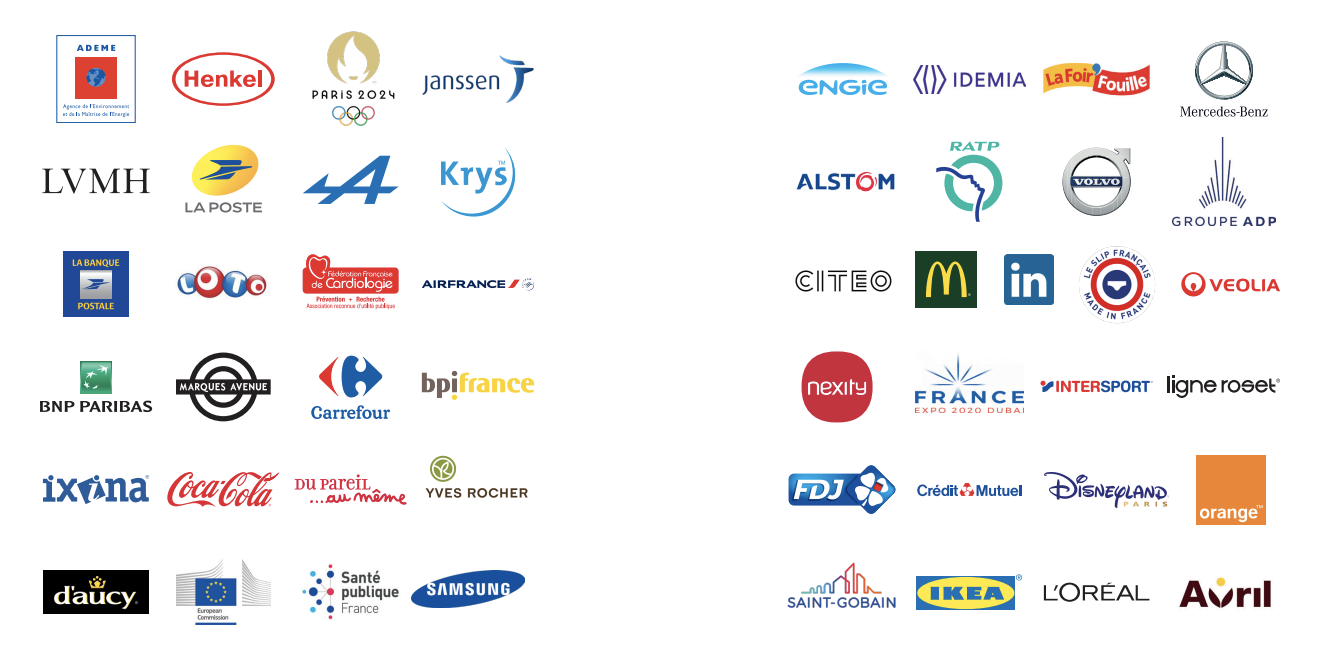 ADEME
Agence de l'Environnement
et de la Maîtrise de l'Energie
Henkel
PARIS 2024
janssen
LVMH
LA POSTE
Krys™
LA BANQUE
POSTALE
LOTO
Fédération Française
de Cardiologie
Prévention + Recherche
Association reconnue d'utilité publique
AIRFRANCE
BNP PARIBAS
MARQUES AVENUE
Carrefour
bpifrance
ixina®
Coca-Cola
DU PAREIL
...au même
YVES ROCHER
d'aucy®
European
Commission
Santé
publique
France
SAMSUNG
ENGIE
IDEMIA
La Foir'Fouille
Mercedes-Benz
ALSTOM
RATP
VOLVO
GROUPE ADP
CITEO
M
in
LE SLIP FRANÇAIS
MADE IN FRANCE
VEOLIA
nexity
FRANCE
EXPO 2020 DUBAI
INTERSPORT
ligne roset®
FDJ
Crédit Mutuel
DISNEYLAND
PARIS
orange™
SAINT-GOBAIN
IKEA®
L'ORÉAL
Avril